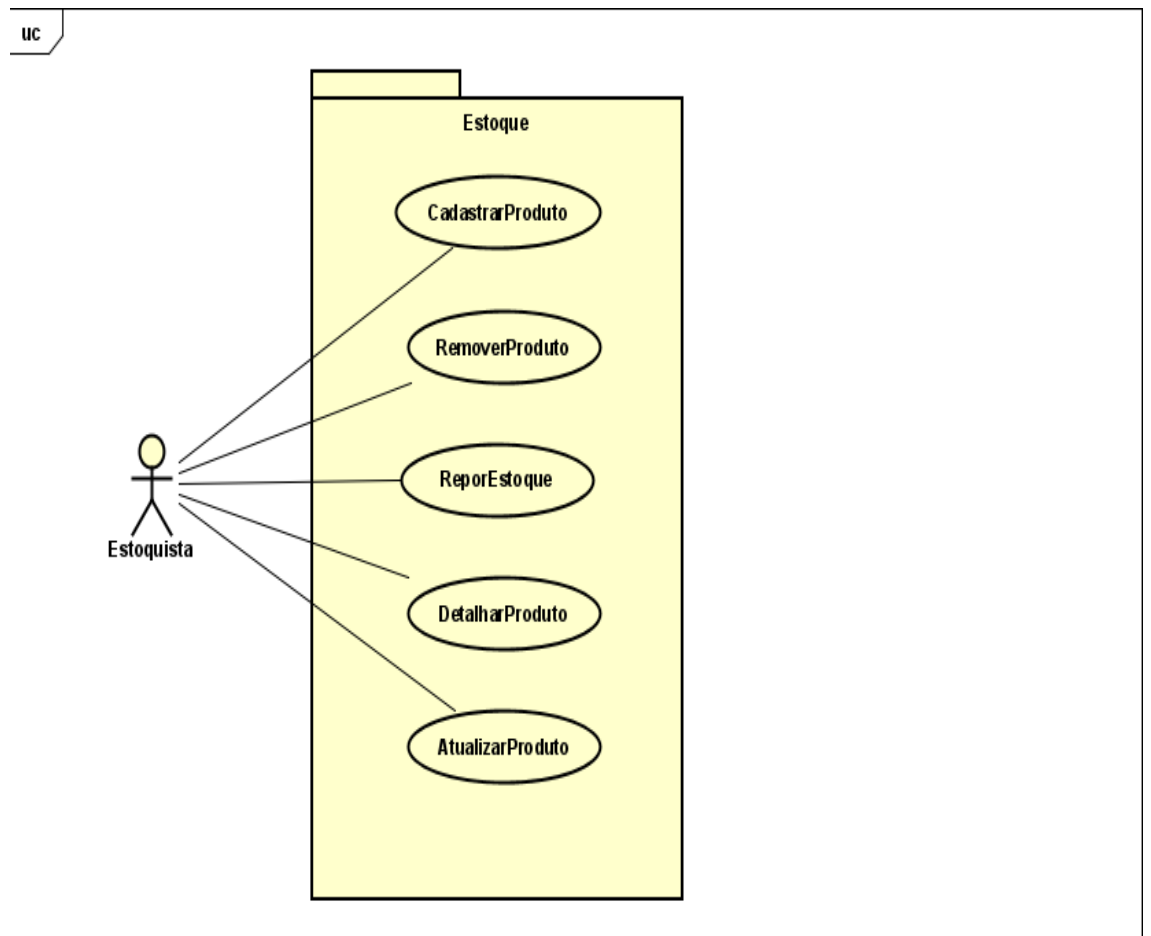 uc
Estoque
CadastrarProduto
RemoverProduto
ReporEstoque
Estoquista
DetalharProduto
AtualizarProduto